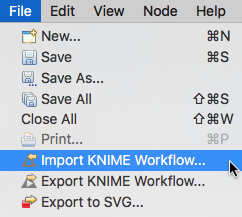 File Edit View Node Help
New... ⌘N
Save ⌘S
Save As...
Save All ⇧⌘S
Close All ⇧⌘W
Print... ⌘P
Import KNIME Workflow...
Export KNIME Workflow...
Export to SVG...